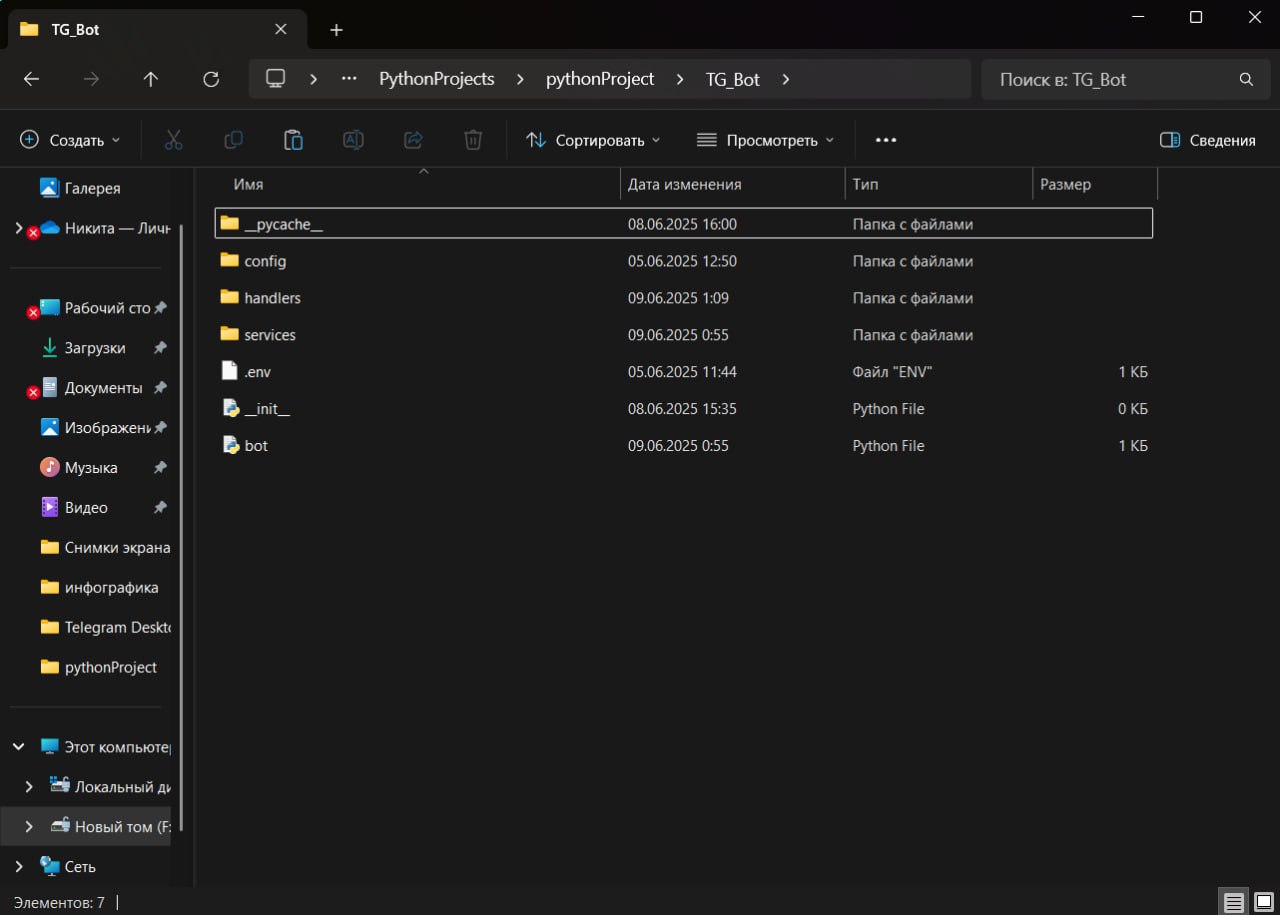 TG_Bot
PythonProjects
pythonProject
TG_Bot
Поиск в: TG_Bot
Создать
Сортировать
Просмотреть
Сведения
Имя
Дата изменения
Тип
Размер
__pycache__
08.06.2025 16:00
Папка с файлами
config
05.06.2025 12:50
Папка с файлами
handlers
09.06.2025 1:09
Папка с файлами
services
09.06.2025 0:55
Папка с файлами
.env
05.06.2025 11:44
Файл "ENV"
1 КБ
__init__
08.06.2025 15:35
Python File
0 КБ
bot
09.06.2025 0:55
Python File
1 КБ
Галерея
Никита — Личн
Рабочий сто
Загрузки
Документы
Изображени
Музыка
Видео
Снимки экрана
инфографика
Telegram Deskto
pythonProject
Этот компьютер
Локальный ди
Новый том (F:
Сеть
Элементов: 7